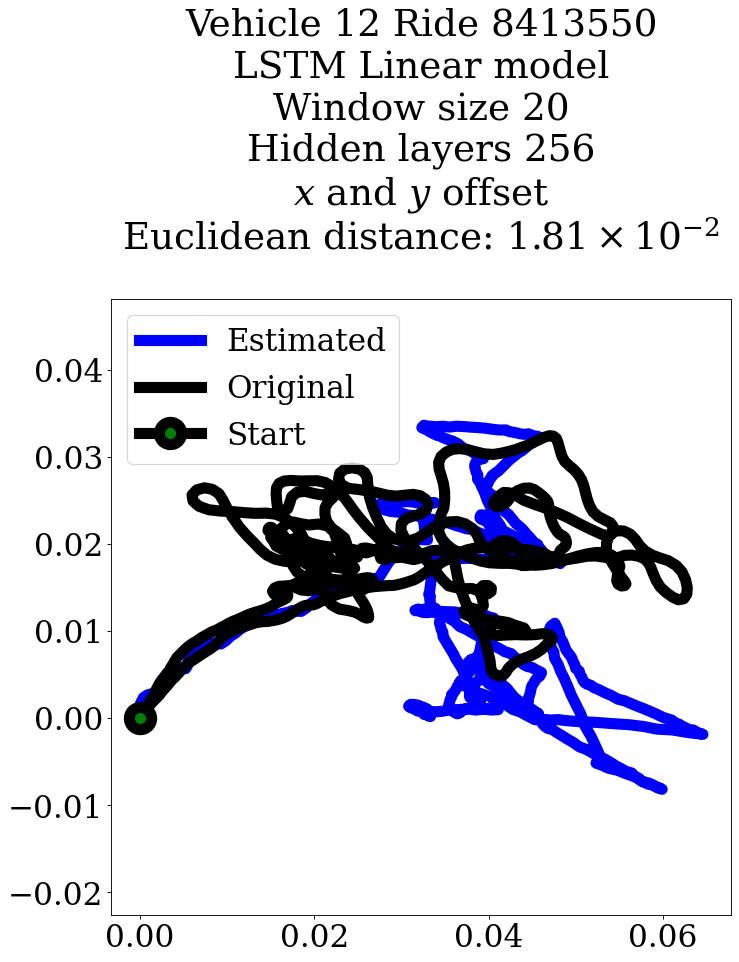 Vehicle 12 Ride 8413550
LSTM Linear model
Window size 20
Hidden layers 256
x and y offset
Euclidean distance: 1.81 × 10⁻²
Estimated
Original
Start
0.04
0.03
0.02
0.01
0.00
−0.01
−0.02
0.00 0.02 0.04 0.06